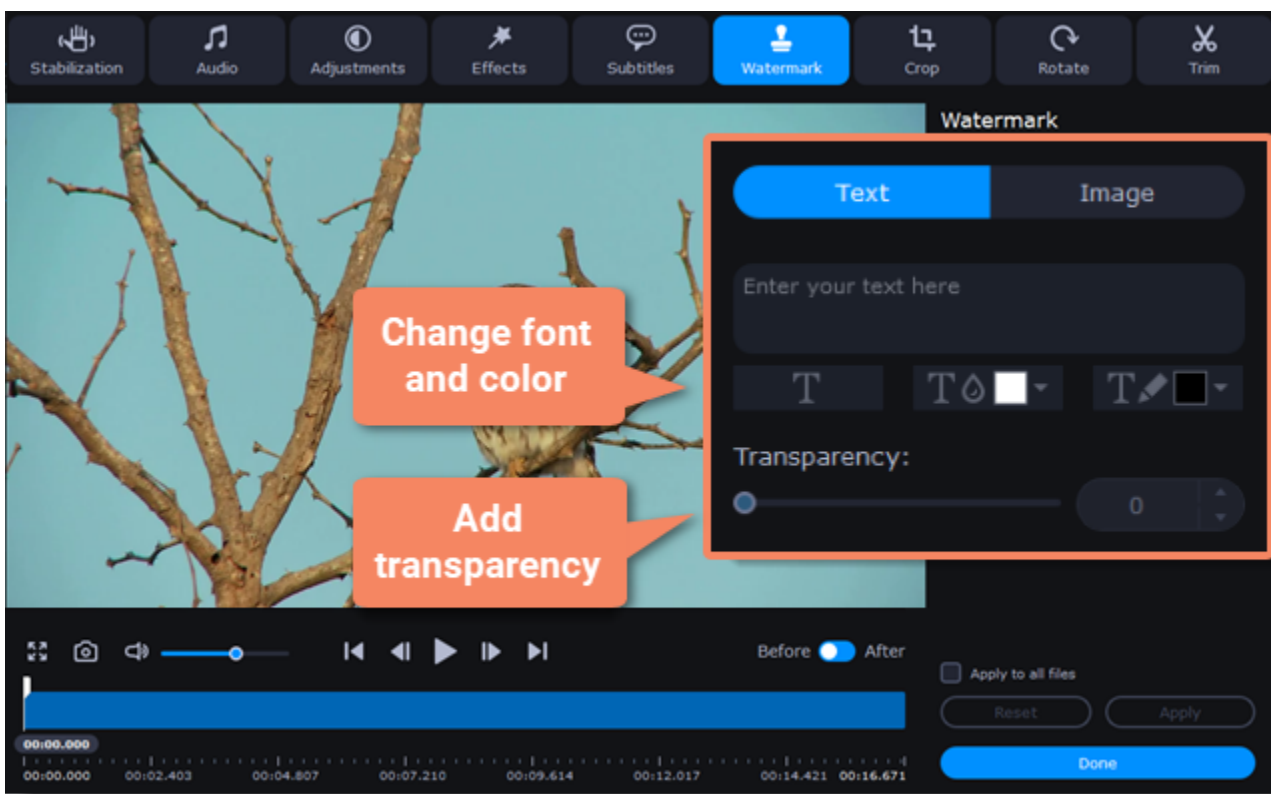 Stabilization
Audio
Adjustments
Effects
Subtitles
Watermark
Crop
Rotate
Trim
Watermark
Text
Image
Enter your text here
Change font
and color
T
T
T
Transparency:
0
Add
transparency
Before
After
Apply to all files
Reset
Apply
00:00.000
00:00.000
00:02.403
00:04.807
00:07.210
00:09.614
00:12.017
00:14.421
00:16.671
Done